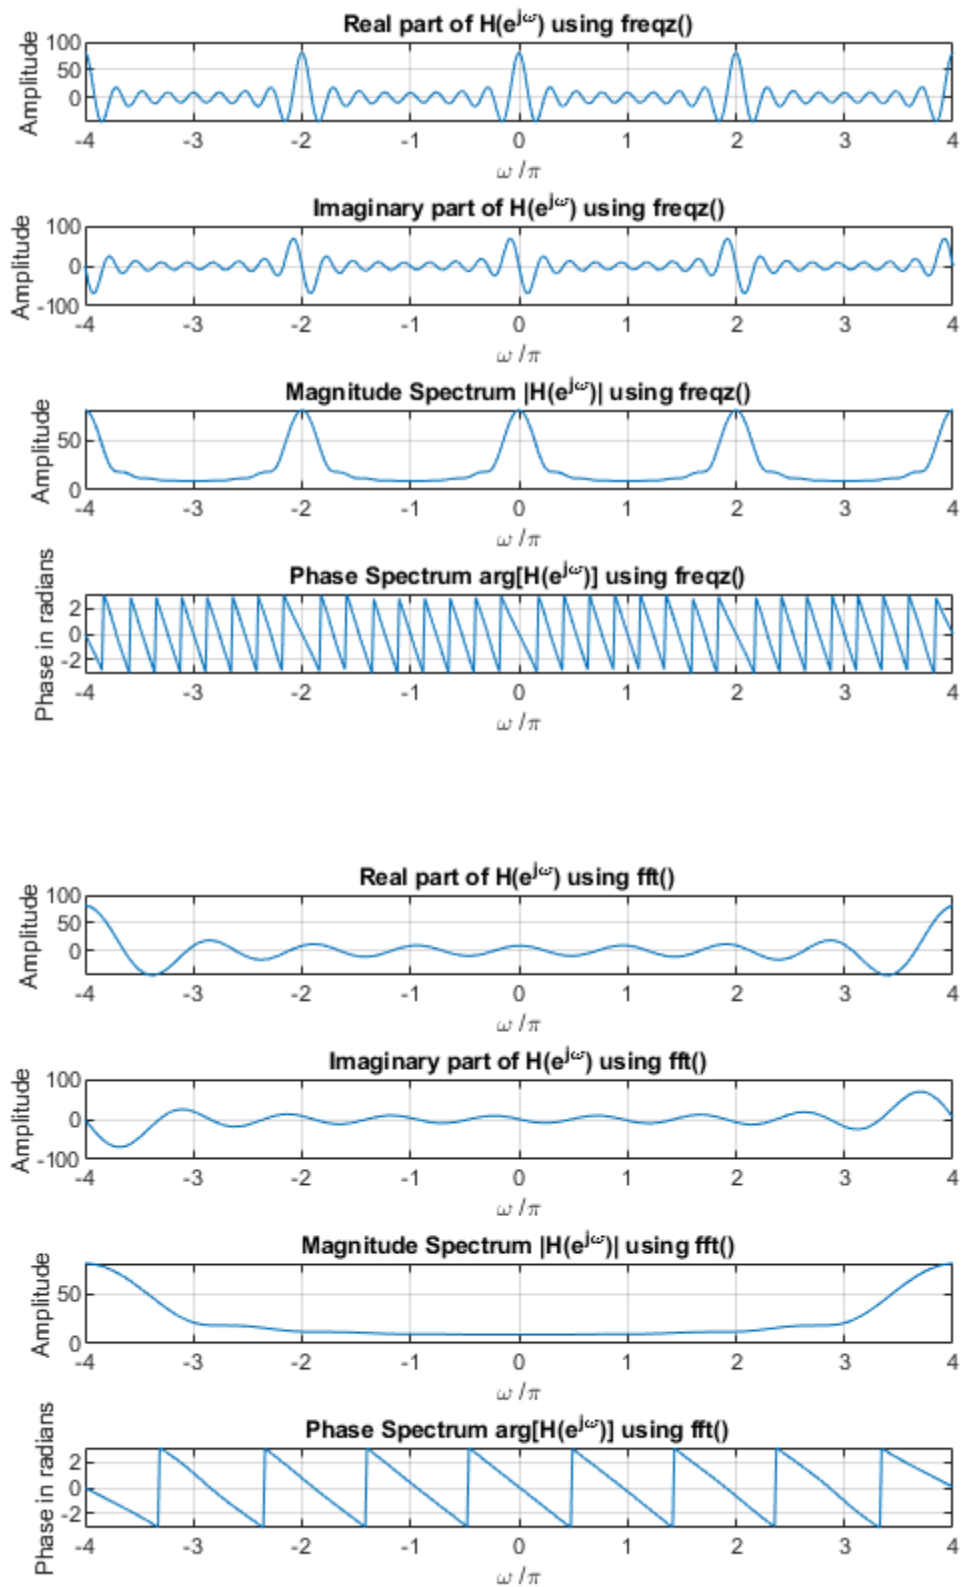 Real part of H(e^jω) using freqz()
Amplitude
100
50
0
-4 -3 -2 -1 0 1 2 3 4
ω /π
Imaginary part of H(e^jω) using freqz()
Amplitude
100
0
-100
-4 -3 -2 -1 0 1 2 3 4
ω /π
Magnitude Spectrum |H(e^jω)| using freqz()
Amplitude
50
0
-4 -3 -2 -1 0 1 2 3 4
ω /π
Phase Spectrum arg[H(e^jω)] using freqz()
Phase in radians
2
0
-2
-4 -3 -2 -1 0 1 2 3 4
ω /π
Real part of H(e^jω) using fft()
Amplitude
100
50
0
-4 -3 -2 -1 0 1 2 3 4
ω /π
Imaginary part of H(e^jω) using fft()
Amplitude
100
0
-100
-4 -3 -2 -1 0 1 2 3 4
ω /π
Magnitude Spectrum |H(e^jω)| using fft()
Amplitude
50
0
-4 -3 -2 -1 0 1 2 3 4
ω /π
Phase Spectrum arg[H(e^jω)] using fft()
Phase in radians
2
0
-2
-4 -3 -2 -1 0 1 2 3 4
ω /π